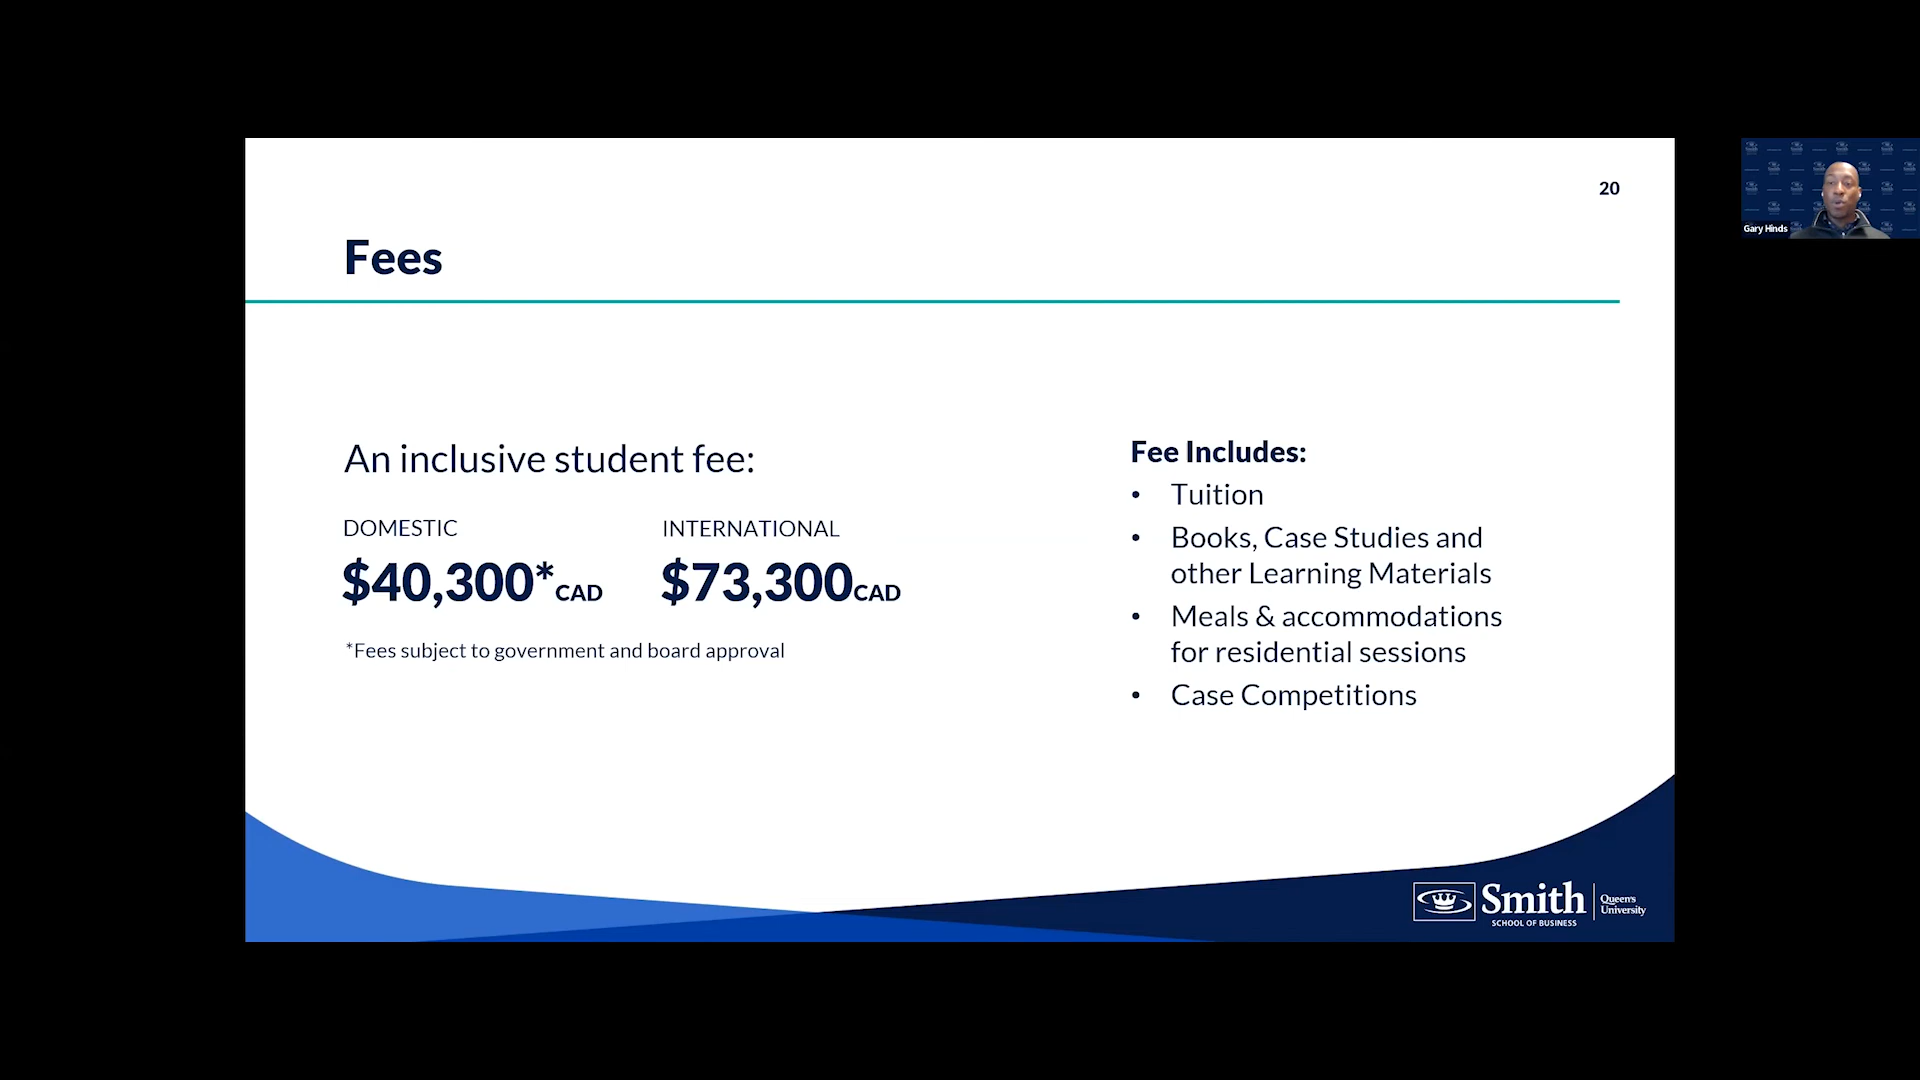 20
Fees
An inclusive student fee:
DOMESTIC
$40,300*CAD
INTERNATIONAL
$73,300CAD
*Fees subject to government and board approval
Fee Includes:
• Tuition
• Books, Case Studies and
other Learning Materials
• Meals & accommodations
for residential sessions
• Case Competitions
Smith
SCHOOL OF BUSINESS
Queen's
University
Gary Hinds